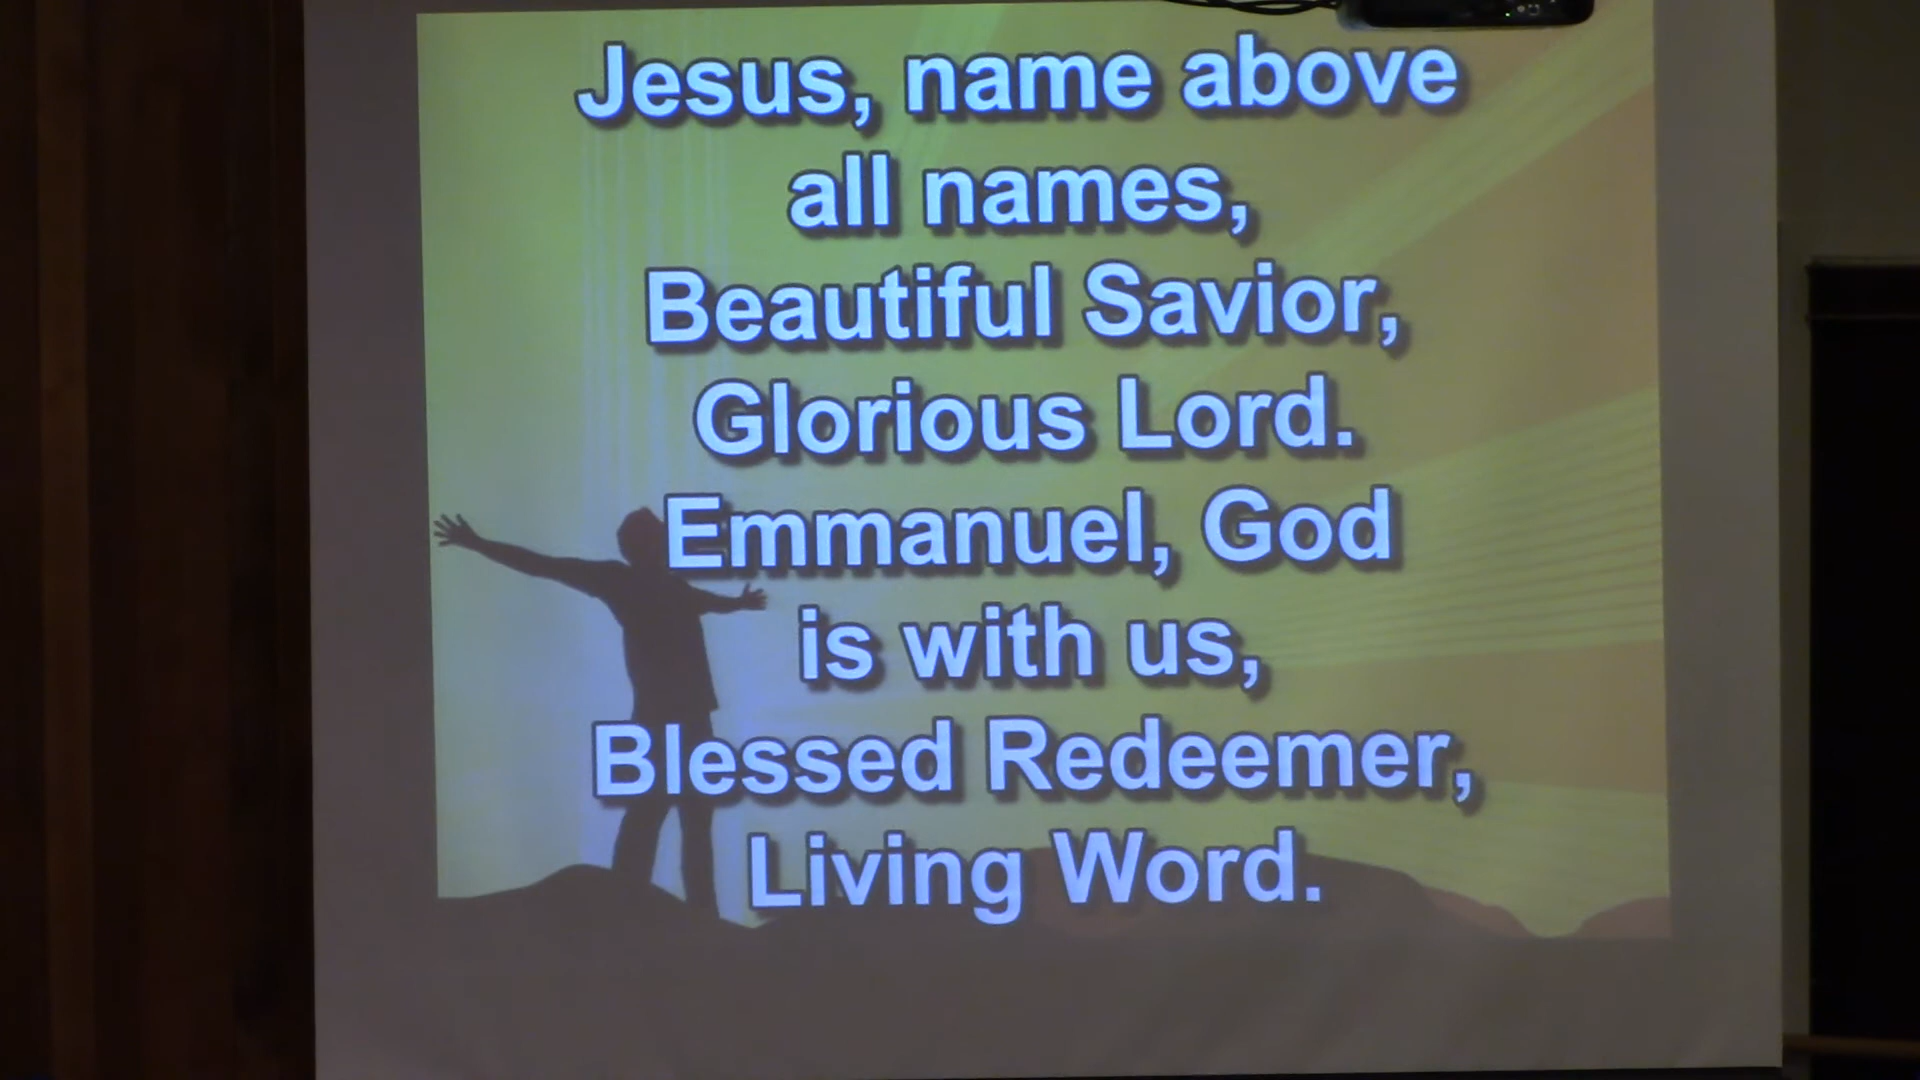 Jesus, name above
all names,
Beautiful Savior,
Glorious Lord.
Emmanuel, God
is with us,
Blessed Redeemer,
Living Word.